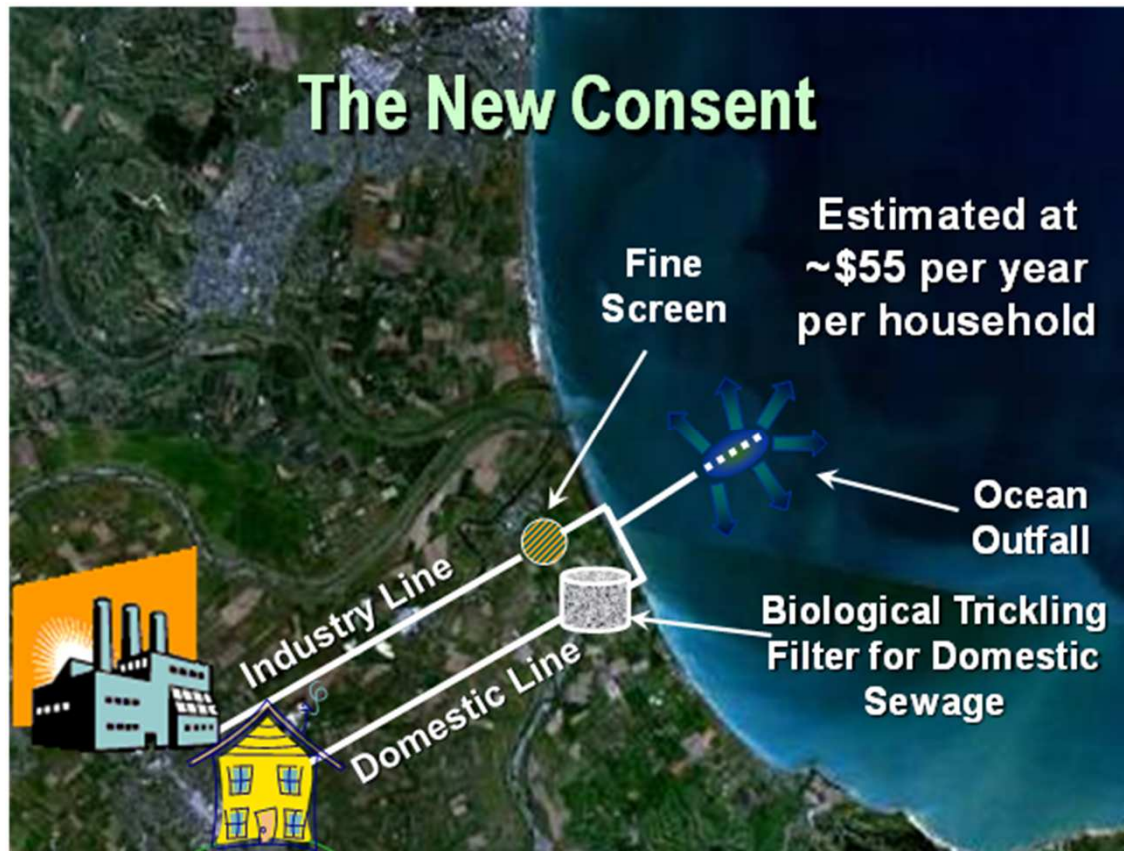 The New Consent
Estimated at
~$55 per year
per household
Fine
Screen
Ocean
Outfall
Industry Line
Domestic Line
Biological Trickling
Filter for Domestic
Sewage